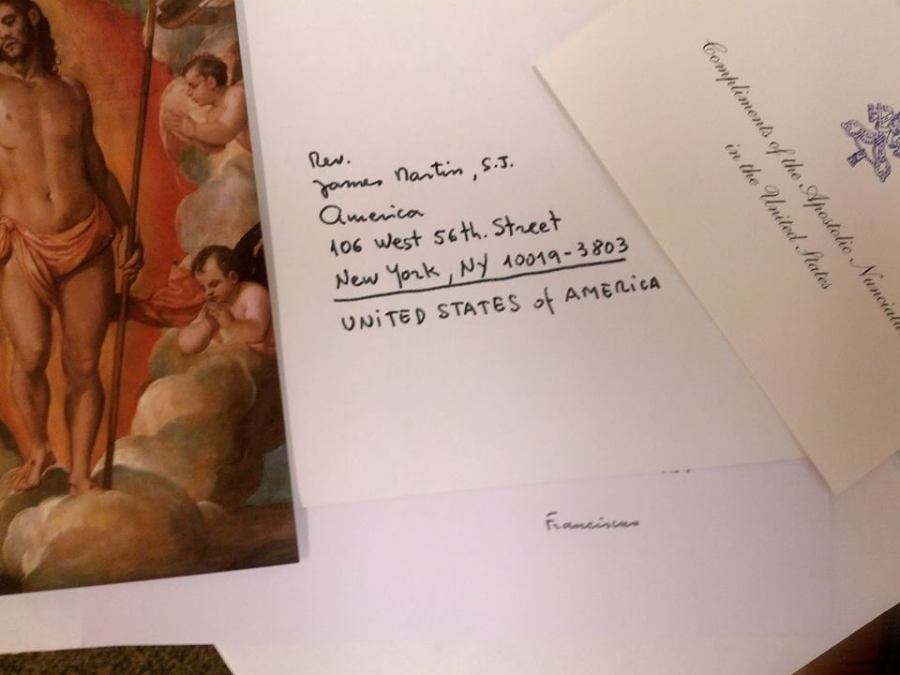 Rev.
James Martin, S.J.
America
106 West 56th. Street
New York, NY 10019-3803
UNITED STATES of AMERICA
Compliments of the Apostolic Nunciatu
in the United States
Franciscus